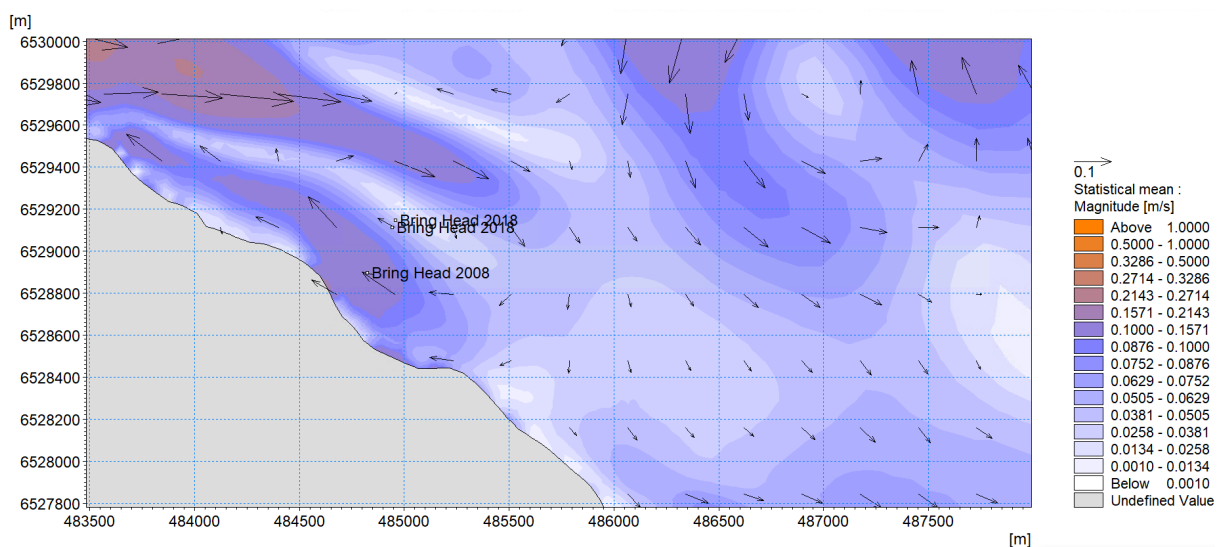 [m]
6530000
6529800
6529600
6529400
6529200
6529000
6528800
6528600
6528400
6528200
6528000
6527800
483500 484000 484500 485000 485500 486000 486500 487000 487500
[m]
Bring Head 2018
Bring Head 2018
Bring Head 2008
0.1
Statistical mean :
Magnitude [m/s]
Above 1.0000
0.5000 - 1.0000
0.3286 - 0.5000
0.2714 - 0.3286
0.2143 - 0.2714
0.1571 - 0.2143
0.1000 - 0.1571
0.0876 - 0.1000
0.0752 - 0.0876
0.0629 - 0.0752
0.0505 - 0.0629
0.0381 - 0.0505
0.0258 - 0.0381
0.0134 - 0.0258
0.0010 - 0.0134
Below 0.0010
Undefined Value